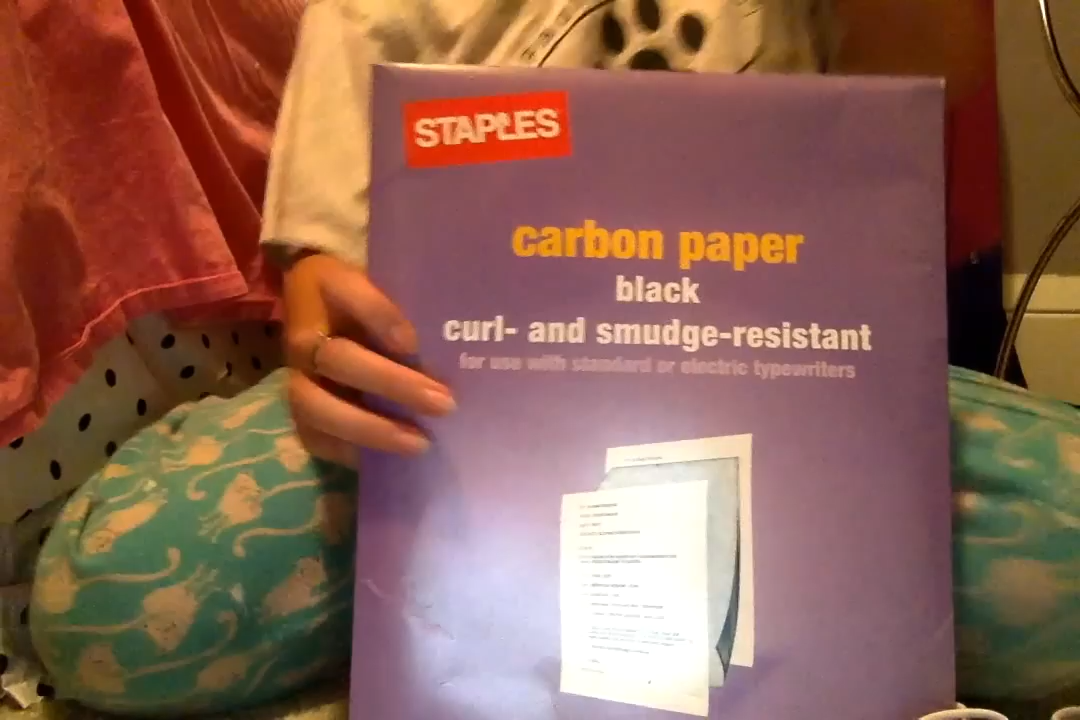 STAPLES
carbon paper
black
curl- and smudge-resistant
for use with standard or electric typewriters